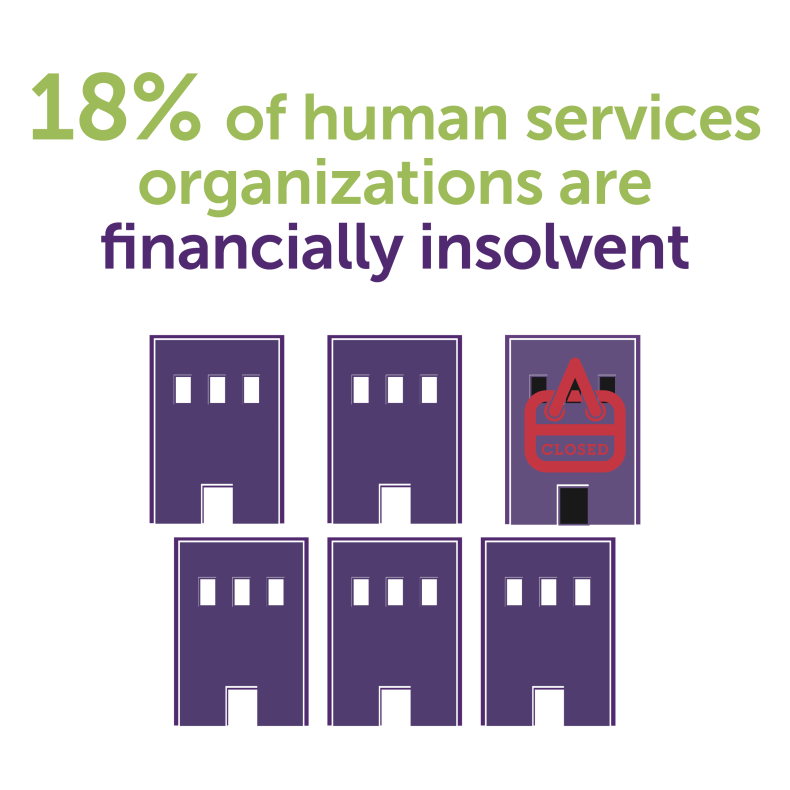 18% of human services
organizations are
financially insolvent
CLOSED